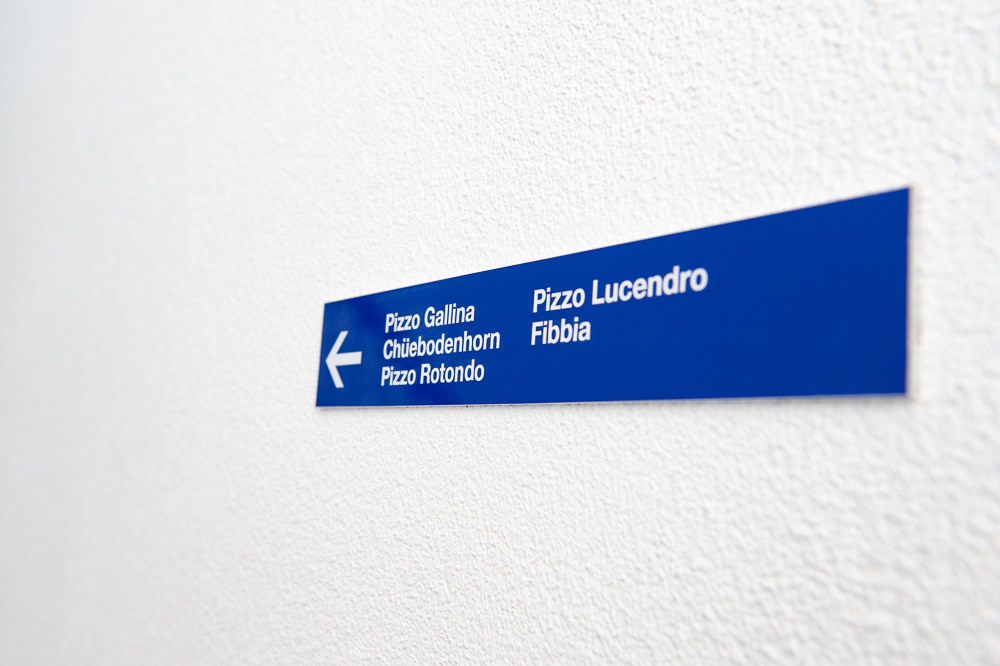 Pizzo Gallina
Chüebodenhorn
Pizzo Rotondo
Pizzo Lucendro
Fibbia